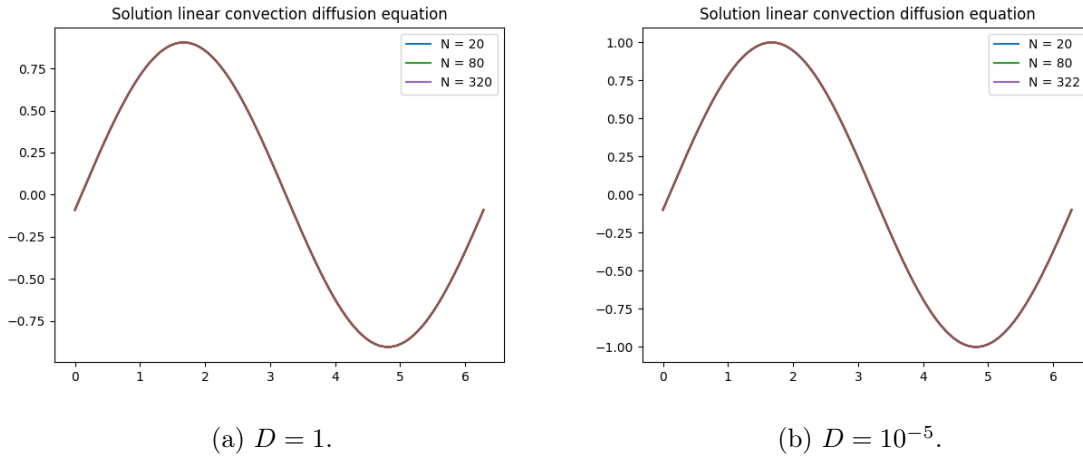 Solution linear convection diffusion equation
N = 20
N = 80
N = 320
0.75
0.50
0.25
0.00
−0.25
−0.50
−0.75
0 1 2 3 4 5 6
(a) D = 1.
Solution linear convection diffusion equation
N = 20
N = 80
N = 322
1.00
0.75
0.50
0.25
0.00
−0.25
−0.50
−0.75
−1.00
0 1 2 3 4 5 6
(b) D = 10⁻⁵.